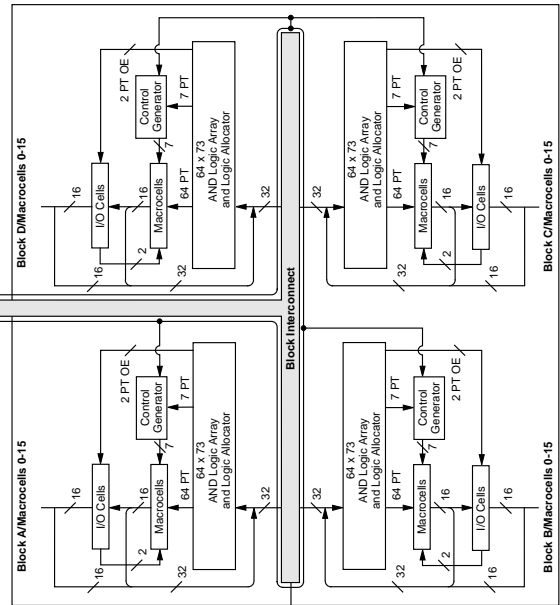 Block D/Macrocells 0-15
16
I/O Cells
16
2 PT OE
Control
Generator
7
16
Macrocells
2
7 PT
64 PT
32
64 x 73
AND Logic Array
and Logic Allocator
32
32
64 x 73
AND Logic Array
and Logic Allocator
7 PT
64 PT
Control
Generator
7
16
Macrocells
2
32
2 PT OE
I/O Cells
16
16
Block C/Macrocells 0-15
Block Interconnect
Block A/Macrocells 0-15
16
I/O Cells
16
2 PT OE
Control
Generator
7
16
Macrocells
2
7 PT
64 PT
32
64 x 73
AND Logic Array
and Logic Allocator
32
32
64 x 73
AND Logic Array
and Logic Allocator
7 PT
64 PT
Control
Generator
7
16
Macrocells
2
32
2 PT OE
I/O Cells
16
16
Block B/Macrocells 0-15